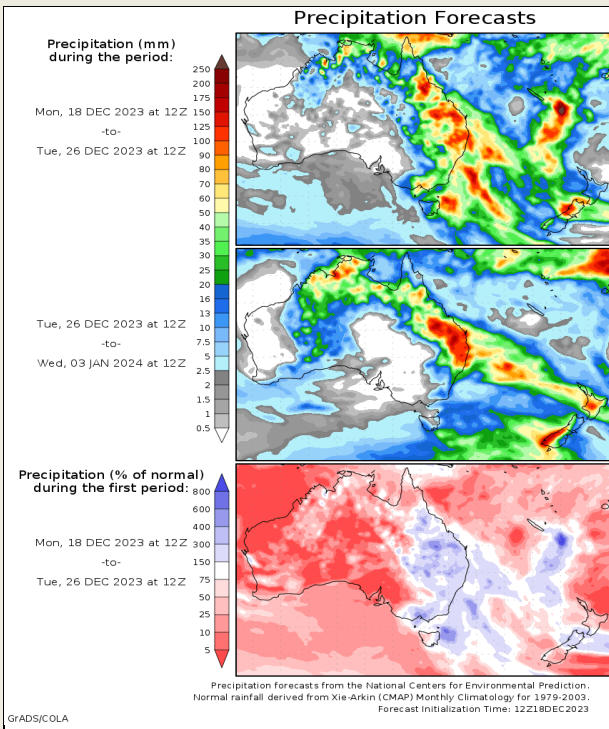 Precipitation Forecasts
Precipitation (mm)
during the period:
250
200
175
150
125
100
90
80
70
60
50
40
35
30
25
20
16
13
10
7.5
5
2.5
2
1.5
1
0.5
Mon, 18 DEC 2023 at 12Z
-to-
Tue, 26 DEC 2023 at 12Z
Tue, 26 DEC 2023 at 12Z
-to-
Wed, 03 JAN 2024 at 12Z
Precipitation (% of normal)
during the first period:
800
600
400
300
150
75
50
25
10
5
Mon, 18 DEC 2023 at 12Z
-to-
Tue, 26 DEC 2023 at 12Z
Precipitation forecasts from the National Centers for Environmental Prediction.
Normal rainfall derived from Xie-Arkin (CMAP) Monthly Climatology for 1979-2003.
Forecast Initialization Time: 12Z18DEC2023
GrADS/COLA